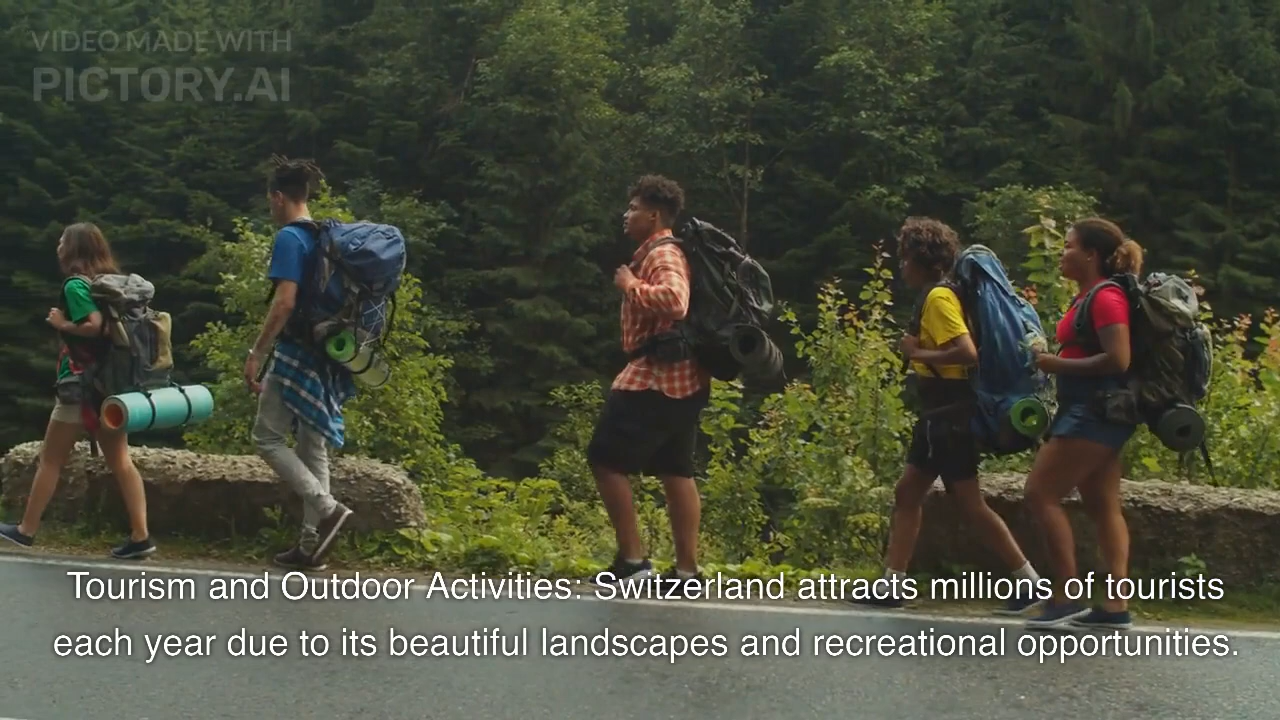 VIDEO MADE WITH
PICTORY.AI
Tourism and Outdoor Activities: Switzerland attracts millions of tourists
each year due to its beautiful landscapes and recreational opportunities.